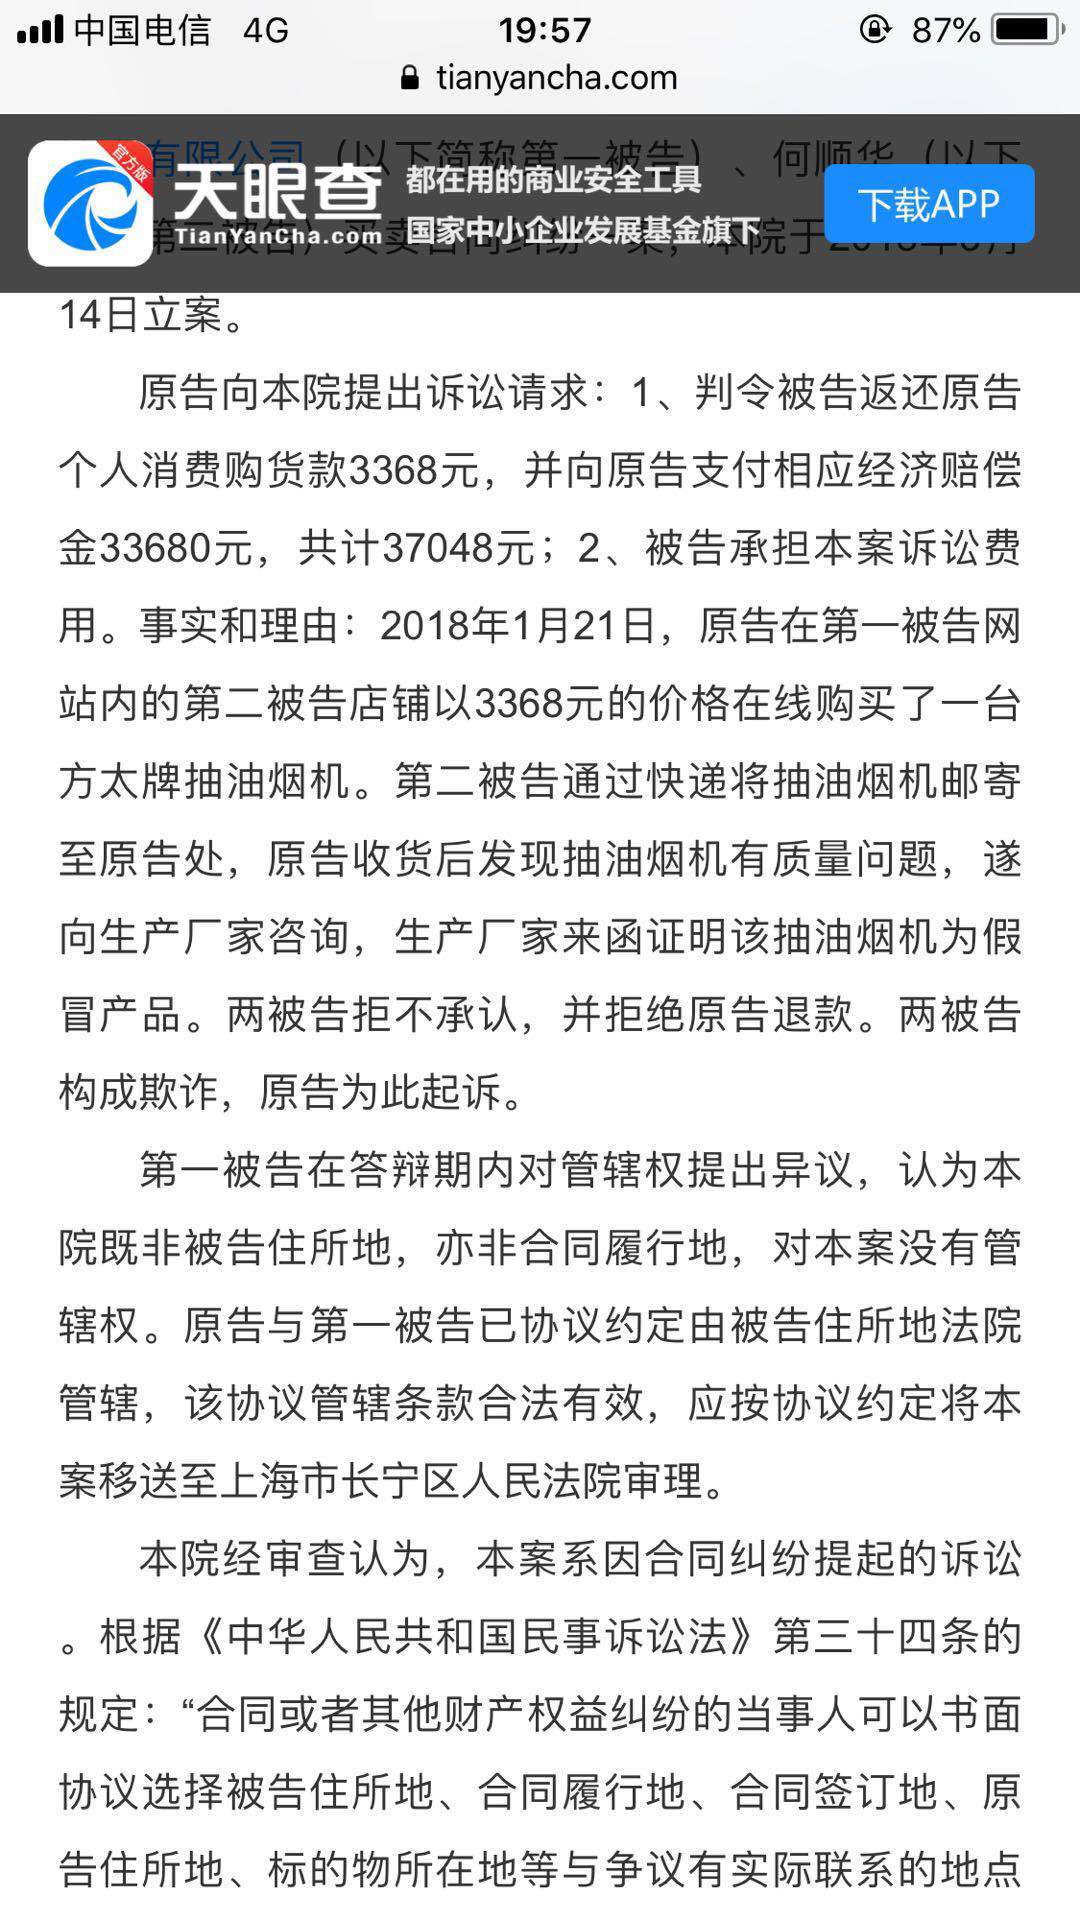 中国电信 4G 19:57 87%
tianyancha.com
有限公司（以下简称第一被告）、何顺华（以下
官方版
天眼查
TianYanCha.com
都在用的商业安全工具
国家中小企业发展基金旗下
下载APP
14日立案。
原告向本院提出诉讼请求：1、判令被告返还原告
个人消费购货款3368元，并向原告支付相应经济赔偿
金33680元，共计37048元；2、被告承担本案诉讼费
用。事实和理由：2018年1月21日，原告在第一被告网
站内的第二被告店铺以3368元的价格在线购买了一台
方太牌抽油烟机。第二被告通过快递将抽油烟机邮寄
至原告处，原告收货后发现抽油烟机有质量问题，遂
向生产厂家咨询，生产厂家来函证明该抽油烟机为假
冒产品。两被告拒不承认，并拒绝原告退款。两被告
构成欺诈，原告为此起诉。
第一被告在答辩期内对管辖权提出异议，认为本
院既非被告住所地，亦非合同履行地，对本案没有管
辖权。原告与第一被告已协议约定由被告住所地法院
管辖，该协议管辖条款合法有效，应按协议约定将本
案移送至上海市长宁区人民法院审理。
本院经审查认为，本案系因合同纠纷提起的诉讼
。根据《中华人民共和国民事诉讼法》第三十四条的
规定：“合同或者其他财产权益纠纷的当事人可以书面
协议选择被告住所地、合同履行地、合同签订地、原
告住所地、标的物所在地等与争议有实际联系的地点